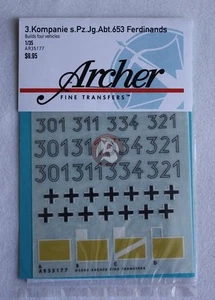 3.Kompanie s.Pz.Jg.Abt.653 Ferdinands
Builds four vehicles
1/35
AR35177
$9.95
Archer
FINE TRANSFERS
301 311 334 321
301 311 334 321
301 311 334 321
A B C D
AR35177